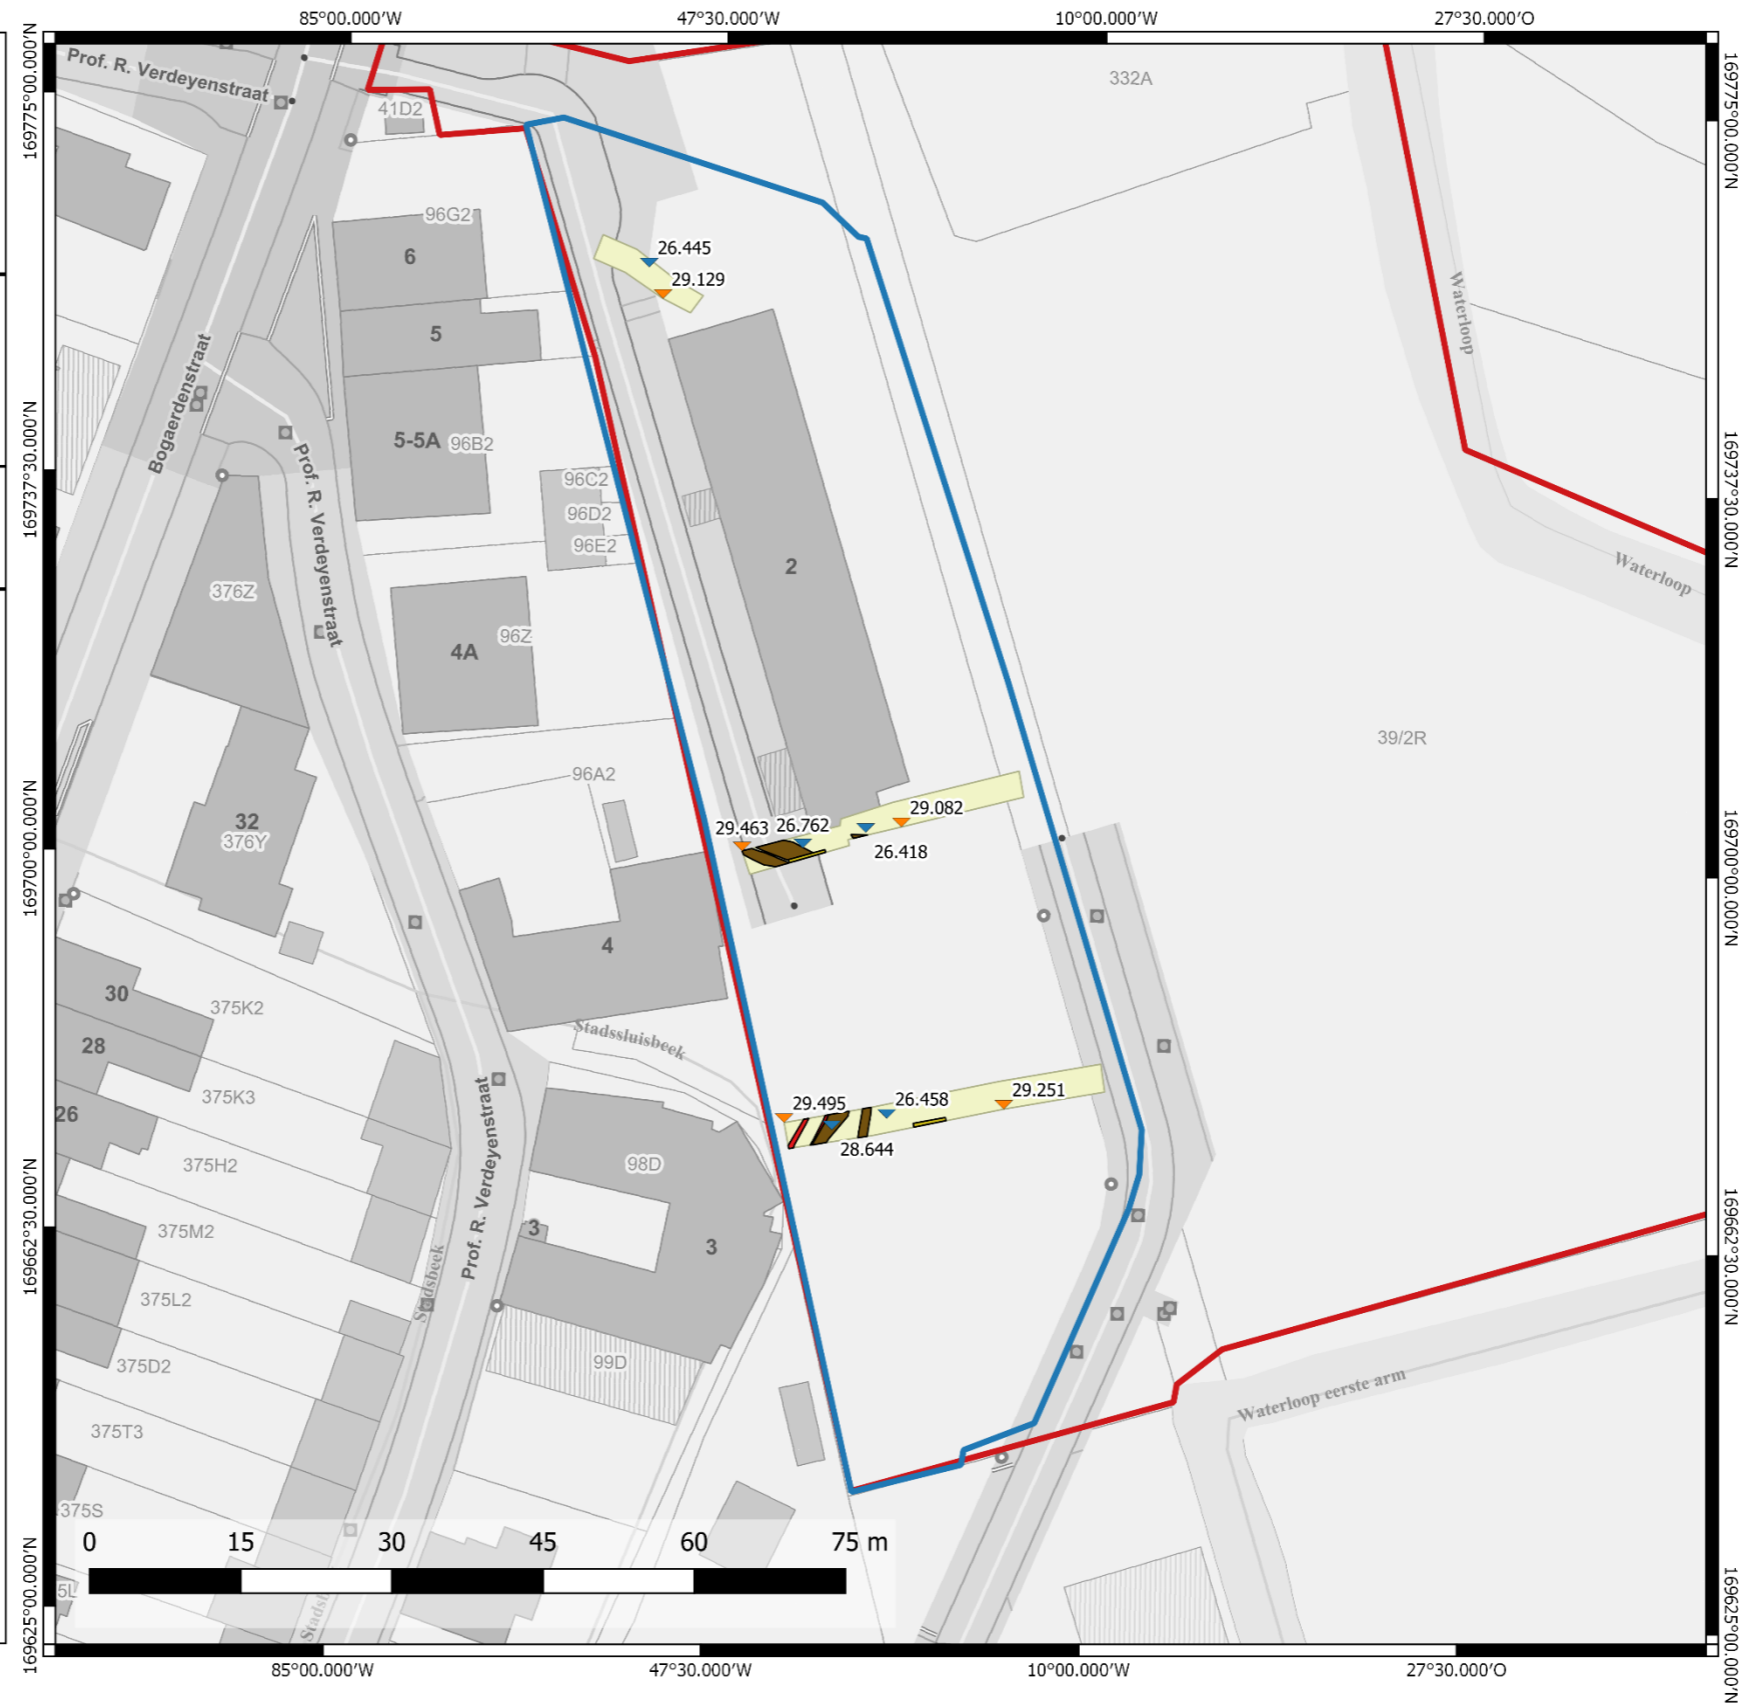 85°00.000'W
47°30.000'W
10°00.000'W
27°30.000'O
169775°00.000'N
169737°30.000'N
169700°00.000'N
169662°30.000'N
169625°00.000'N
169775°00.000'N
169737°30.000'N
169700°00.000'N
169662°30.000'N
169625°00.000'N
Prof. R. Verdeyenstraat
41D2
332A
96G2
6
26.445
29.129
5
Bogaerdenstraat
5-5A
96B2
Prof. R. Verdeyenstraat
96C2
96D2
96E2
2
Waterloop
Waterloop
376Z
96Z
4A
39/2R
96A2
32
376Y
29.463
26.762
29.082
26.418
4
30
375K2
28
Stadssluisbeek
375K3
26
29.495
26.458
29.251
28.644
375H2
98D
Prof. R. Verdeyenstraat
375M2
3
3
Stadsbeek
375L2
375D2
99D
Waterloop eerste arm
375T3
375S
0
15
30
45
60
75 m
5L
Stadsb
85°00.000'W
47°30.000'W
10°00.000'W
27°30.000'O